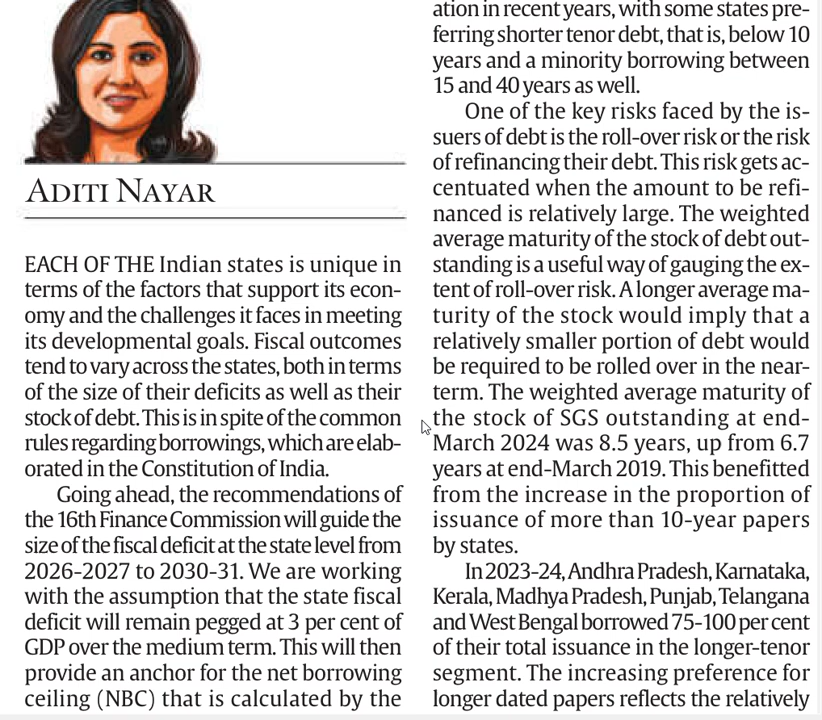 ADITI NAYAR
EACH OF THE Indian states is unique in
terms of the factors that support its econ-
omy and the challenges it faces in meeting
its developmental goals. Fiscal outcomes
tend to vary across the states, both in terms
of the size of their deficits as well as their
stock of debt. This is in spite of the common
rules regarding borrowings, which are elab-
orated in the Constitution of India.
Going ahead, the recommendations of
the 16th Finance Commission will guide the
size of the fiscal deficit at the state level from
2026-2027 to 2030-31. We are working
with the assumption that the state fiscal
deficit will remain pegged at 3 per cent of
GDP over the medium term. This will then
provide an anchor for the net borrowing
ceiling (NBC) that is calculated by the
ation in recent years, with some states pre-
ferring shorter tenor debt, that is, below 10
years and a minority borrowing between
15 and 40 years as well.
One of the key risks faced by the is-
suers of debt is the roll-over risk or the risk
of refinancing their debt. This risk gets ac-
centuated when the amount to be refi-
nanced is relatively large. The weighted
average maturity of the stock of debt out-
standing is a useful way of gauging the ex-
tent of roll-over risk. A longer average ma-
turity of the stock would imply that a
relatively smaller portion of debt would
be required to be rolled over in the near-
term. The weighted average maturity of
the stock of SGS outstanding at end-
March 2024 was 8.5 years, up from 6.7
years at end-March 2019. This benefitted
from the increase in the proportion of
issuance of more than 10-year papers
by states.
In 2023-24, Andhra Pradesh, Karnataka,
Kerala, Madhya Pradesh, Punjab, Telangana
and West Bengal borrowed 75-100 per cent
of their total issuance in the longer-tenor
segment. The increasing preference for
longer dated papers reflects the relatively